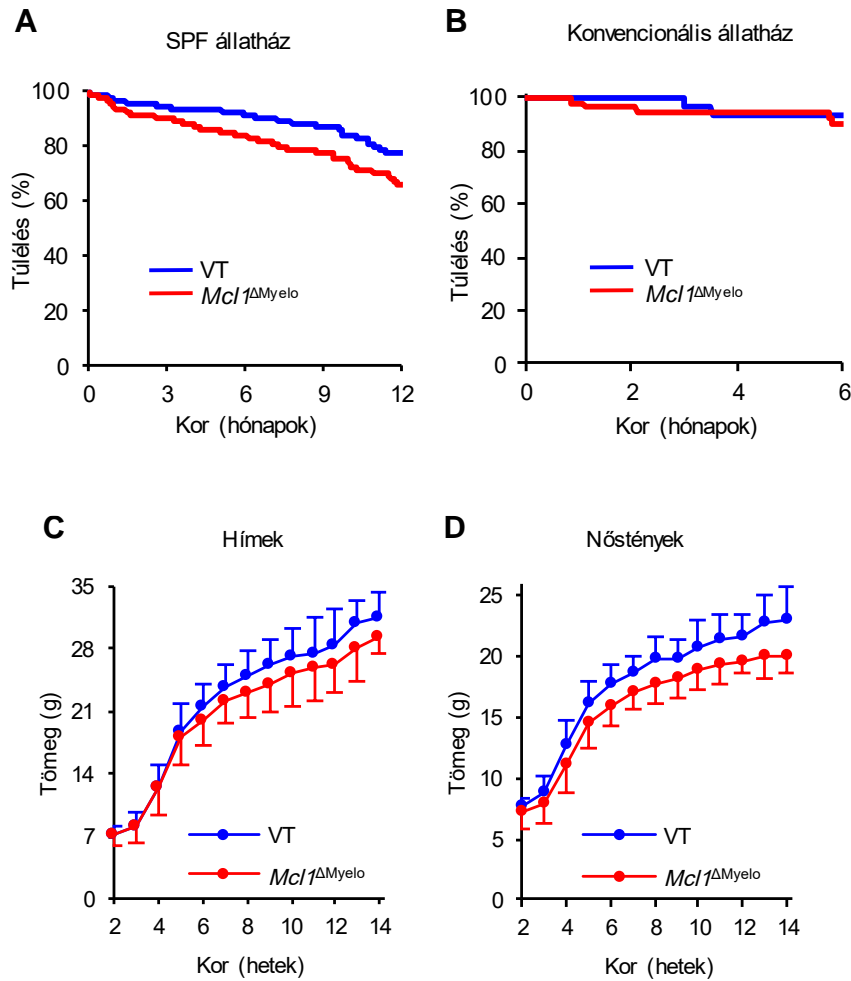 A
SPF állatház
Túlélés (%)
100
80
60
40
20
0
VT
Mcl1ΔMyelo
0 3 6 9 12
Kor (hónapok)
B
Konvencionális állatház
Túlélés (%)
100
80
60
40
20
0
VT
Mcl1ΔMyelo
0 2 4 6
Kor (hónapok)
C
Hímek
Tömeg (g)
35
28
21
14
7
0
VT
Mcl1ΔMyelo
2 4 6 8 10 12 14
Kor (hetek)
D
Nőstények
Tömeg (g)
25
20
15
10
5
0
VT
Mcl1ΔMyelo
2 4 6 8 10 12 14
Kor (hetek)